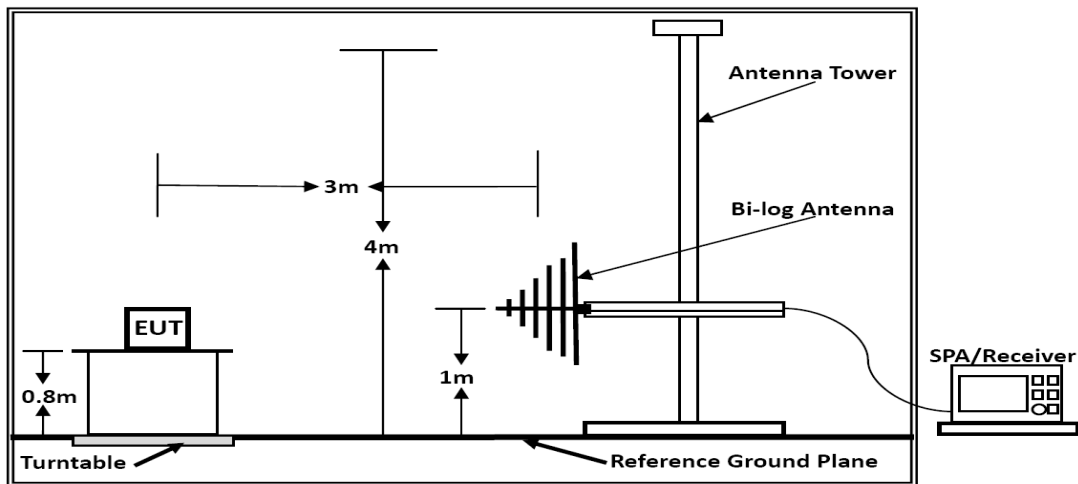 Antenna Tower
3m
Bi-log Antenna
4m
EUT
SPA/Receiver
1m
0.8m
Turntable
Reference Ground Plane